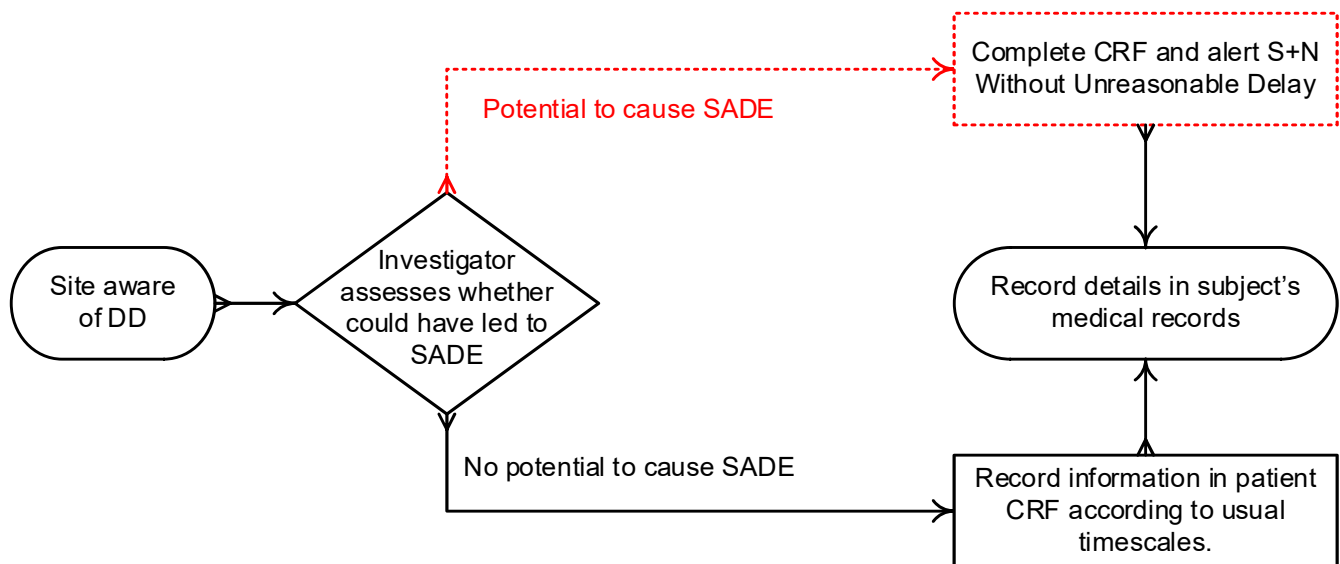 Complete CRF and alert S+N
Without Unreasonable Delay
Potential to cause SADE
Site aware
of DD
Investigator
assesses whether
could have led to
SADE
Record details in subject’s
medical records
No potential to cause SADE
Record information in patient
CRF according to usual
timescales.